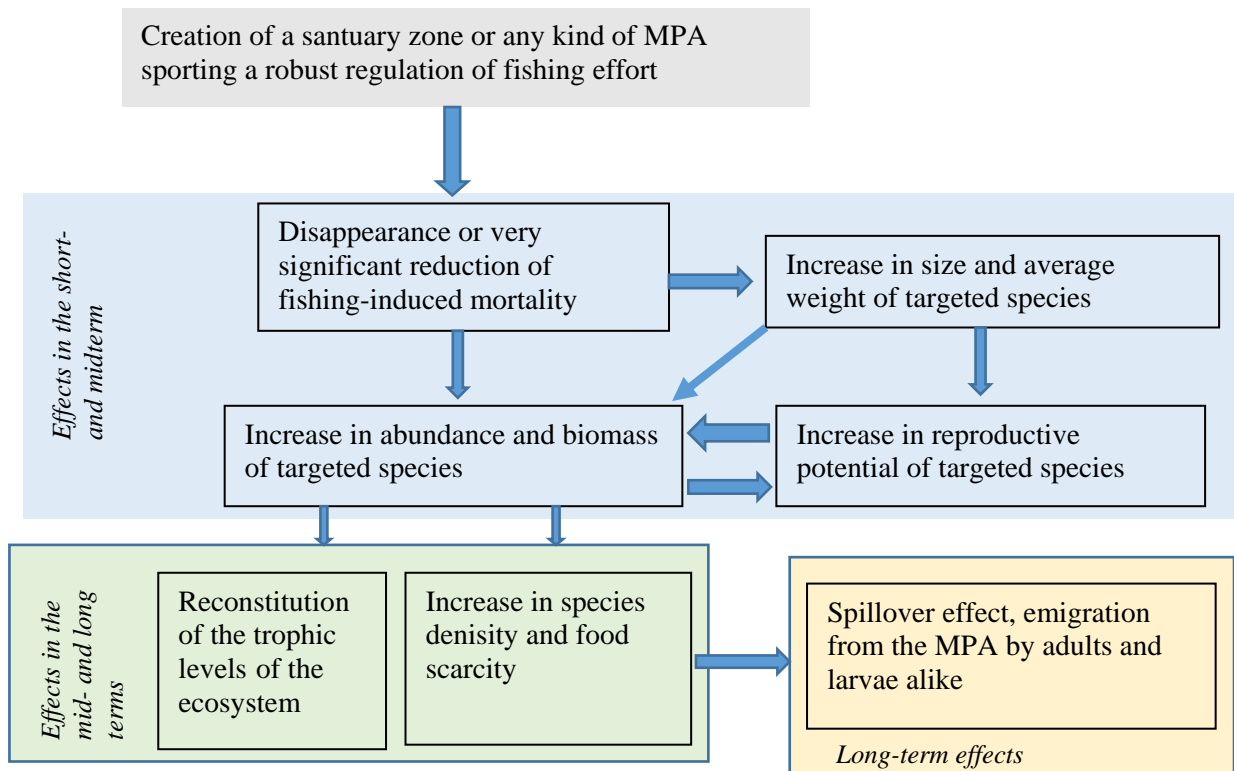 Creation of a santuary zone or any kind of MPA
sporting a robust regulation of fishing effort
Effects in the short-
and midterm
Disappearance or very
significant reduction of
fishing-induced mortality
Increase in size and average
weight of targeted species
Increase in abundance and biomass
of targeted species
Increase in reproductive
potential of targeted species
Effects in the
mid- and long
terms
Reconstitution
of the trophic
levels of the
ecosystem
Increase in species
denisity and food
scarcity
Spillover effect, emigration
from the MPA by adults and
larvae alike
Long-term effects